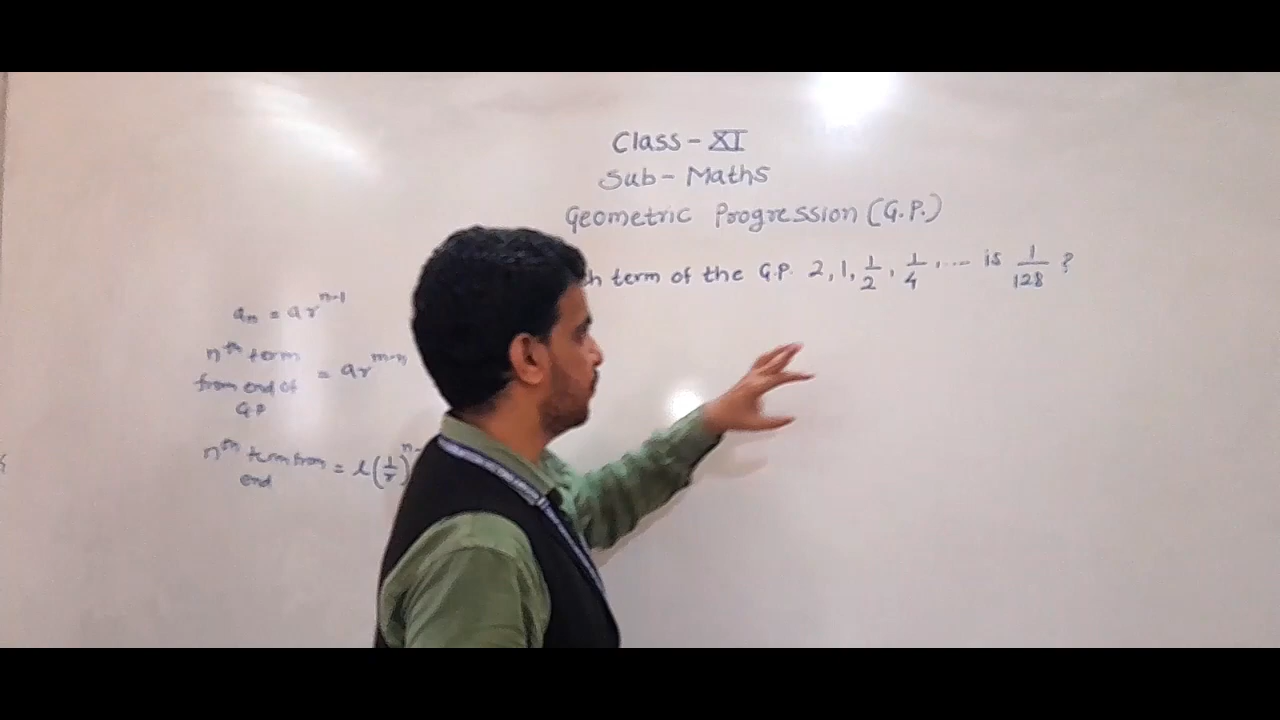 Class - XI
Sub - Maths
Geometric Progression (G.P.)
h term of the G.P. 2, 1, 1/2, 1/4, .... is 1/128 ?
aₙ = ar^(n-1)
nᵗʰ term
from end of = ar^(m-n)
G.P
nᵗʰ term from = l(1/r)^(n-
end